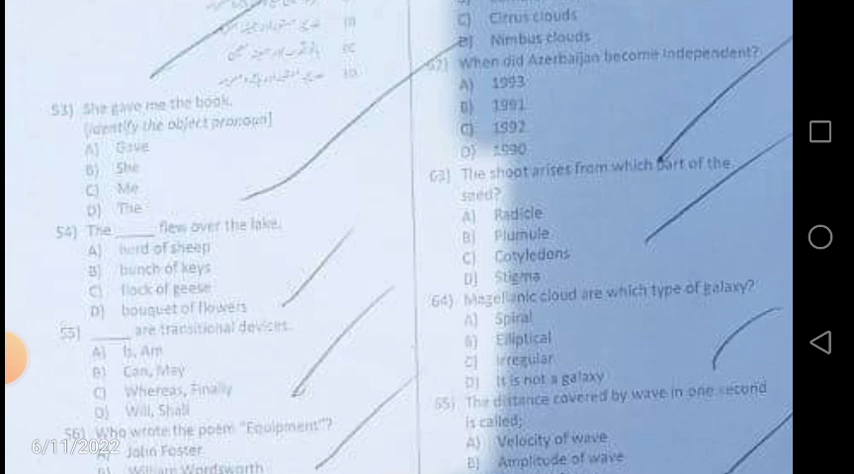 53) She gave me the book.
(identify the object pronoun]
A) Gave
B) She
C) Me
D) The
54) The _____ flew over the lake.
A) herd of sheep
B) bunch of keys
C) flock of geese
D) bouquet of flowers
55) _____ are transitional devices.
A) Is, Am
B) Can, May
C) Whereas, Finally
D) Will, Shall
56) Who wrote the poem "Equipment"?
A) John Foster
William Wordsworth
6/11/2022
C) Cirrus clouds
Nimbus clouds
When did Azerbaijan become independent?
A) 1993
B) 1991
C) 1992
D) 1990
63) The shoot arises from which part of the
seed?
A) Radicle
B) Plumule
C) Cotyledons
D) Stigma
64) Magellanic cloud are which type of galaxy?
A) Spiral
B) Elliptical
C) Irregular
D) It is not a galaxy
65) The distance covered by wave in one second
is called;
A) Velocity of wave
B) Amplitude of wave